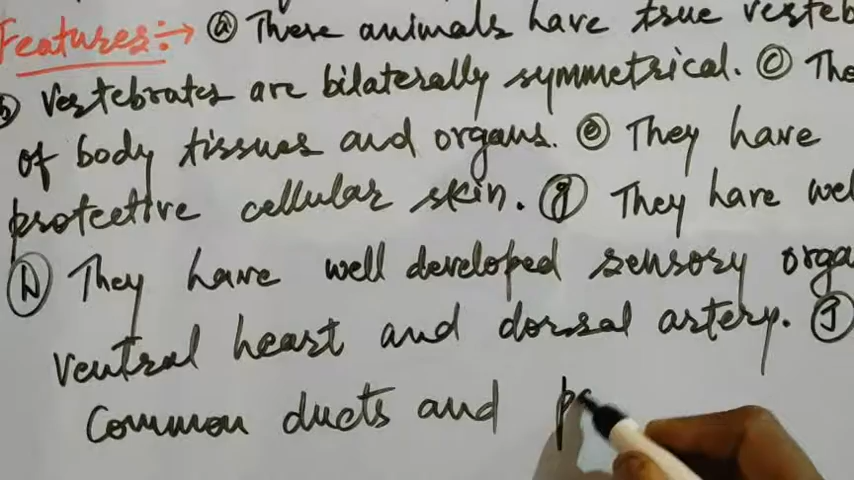 Features:→ ⓐ These animals have true verteb
ⓑ Vertebrates are bilaterally symmetrical. ⓒ The
of body tissues and organs. ⓔ They have
protective cellular skin. ⓖ They have wel
ⓗ They have well developed sensory orga
ventral heart and dorsal artery. ⓙ
Common ducts and